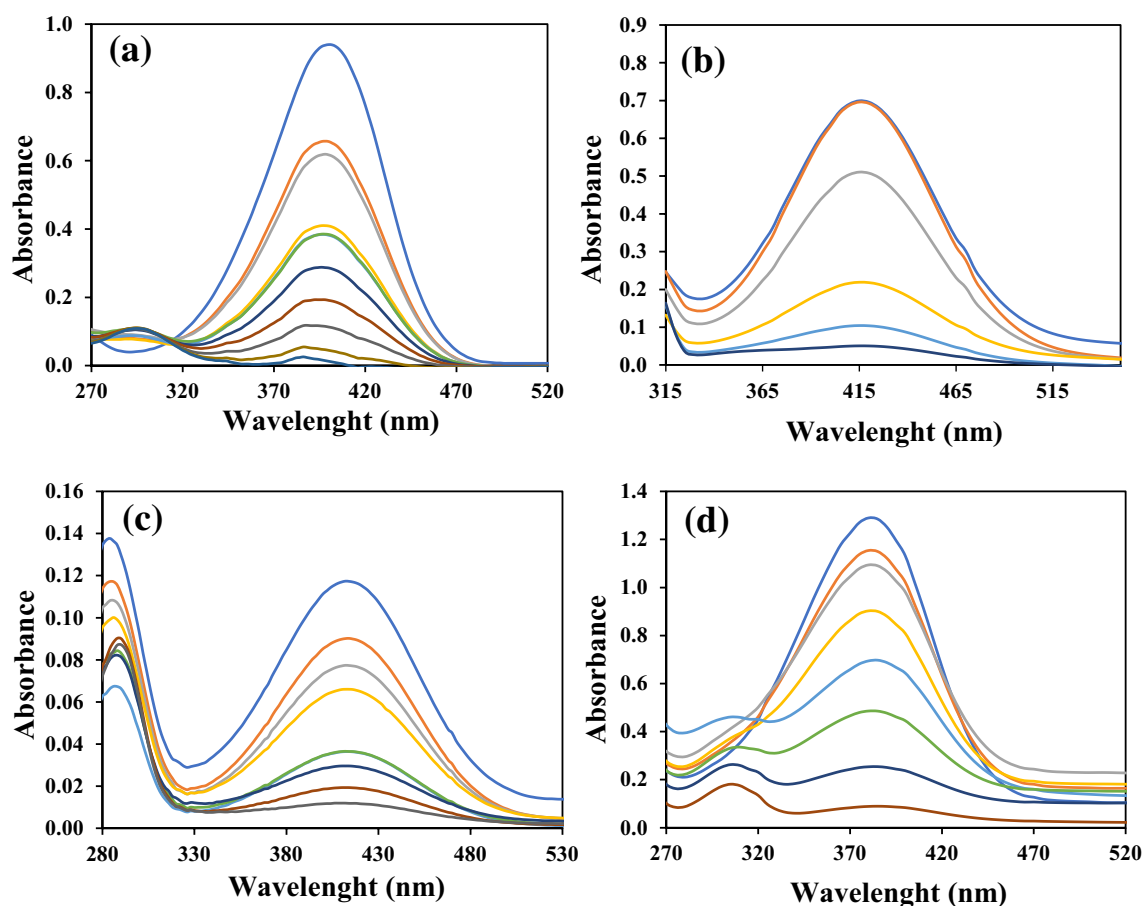 (a)
Absorbance
1.0
0.8
0.6
0.4
0.2
0.0
270 320 370 420 470 520
Wavelenght (nm)
(b)
Absorbance
0.9
0.8
0.7
0.6
0.5
0.4
0.3
0.2
0.1
0
315 365 415 465 515
Wavelenght (nm)
(c)
Absorbance
0.16
0.14
0.12
0.10
0.08
0.06
0.04
0.02
0.00
280 330 380 430 480 530
Wavelenght (nm)
(d)
Absorbance
1.4
1.2
1.0
0.8
0.6
0.4
0.2
0.0
270 320 370 420 470 520
Wavelenght (nm)